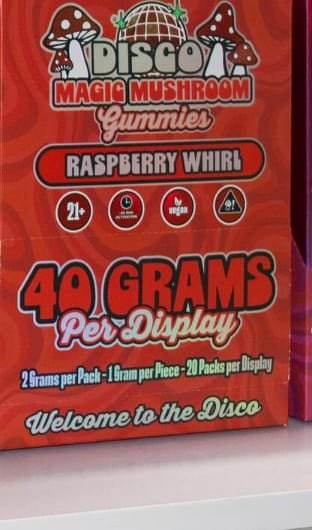 DISCO
MAGIC MUSHROOM
Gummies
RASPBERRY WHIRL
21+
vegan
40 GRAMS
Per Display
2 Grams per Pack - 1 Gram per Piece - 20 Packs per Display
Welcome to the Disco